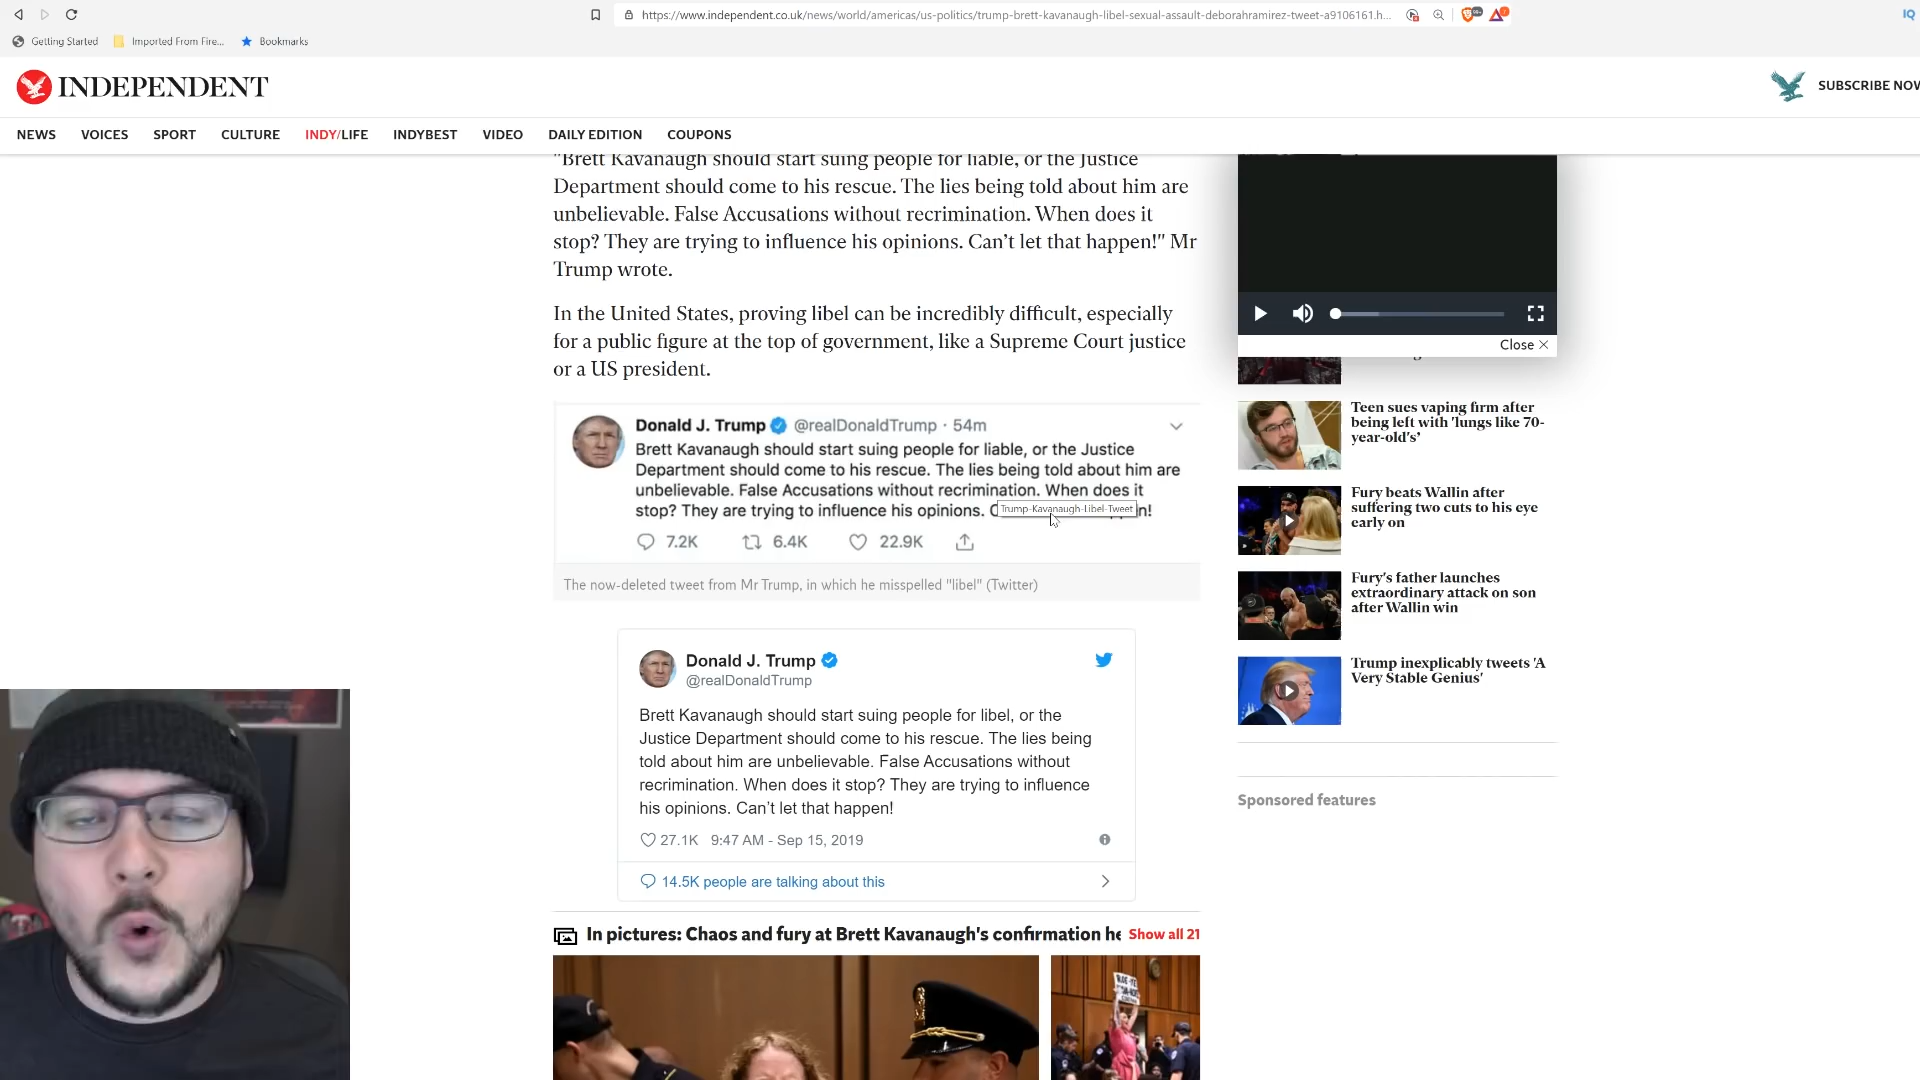 https://www.independent.co.uk/news/world/americas/us-politics/trump-brett-kavanaugh-libel-sexual-assault-deborahramirez-tweet-a9106161.h...
IQ
Getting Started
Imported From Fire...
Bookmarks
INDEPENDENT
SUBSCRIBE NOW
NEWS
VOICES
SPORT
CULTURE
INDY/LIFE
INDYBEST
VIDEO
DAILY EDITION
COUPONS
"Brett Kavanaugh should start suing people for liable, or the Justice
Department should come to his rescue. The lies being told about him are
unbelievable. False Accusations without recrimination. When does it
stop? They are trying to influence his opinions. Can't let that happen!" Mr
Trump wrote.
In the United States, proving libel can be incredibly difficult, especially
for a public figure at the top of government, like a Supreme Court justice
or a US president.
Donald J. Trump @realDonaldTrump · 54m
Brett Kavanaugh should start suing people for liable, or the Justice
Department should come to his rescue. The lies being told about him are
unbelievable. False Accusations without recrimination. When does it
stop? They are trying to influence his opinions.
Trump-Kavanaugh-Libel-Tweet
7.2K
6.4K
22.9K
The now-deleted tweet from Mr Trump, in which he misspelled "libel" (Twitter)
Donald J. Trump
@realDonaldTrump
Brett Kavanaugh should start suing people for libel, or the
Justice Department should come to his rescue. The lies being
told about him are unbelievable. False Accusations without
recrimination. When does it stop? They are trying to influence
his opinions. Can't let that happen!
27.1K 9:47 AM - Sep 15, 2019
14.5K people are talking about this
In pictures: Chaos and fury at Brett Kavanaugh's confirmation he
Show all 21
Close
Teen sues vaping firm after
being left with 'lungs like 70-
year-old's'
Fury beats Wallin after
suffering two cuts to his eye
early on
Fury's father launches
extraordinary attack on son
after Wallin win
Trump inexplicably tweets 'A
Very Stable Genius'
Sponsored features